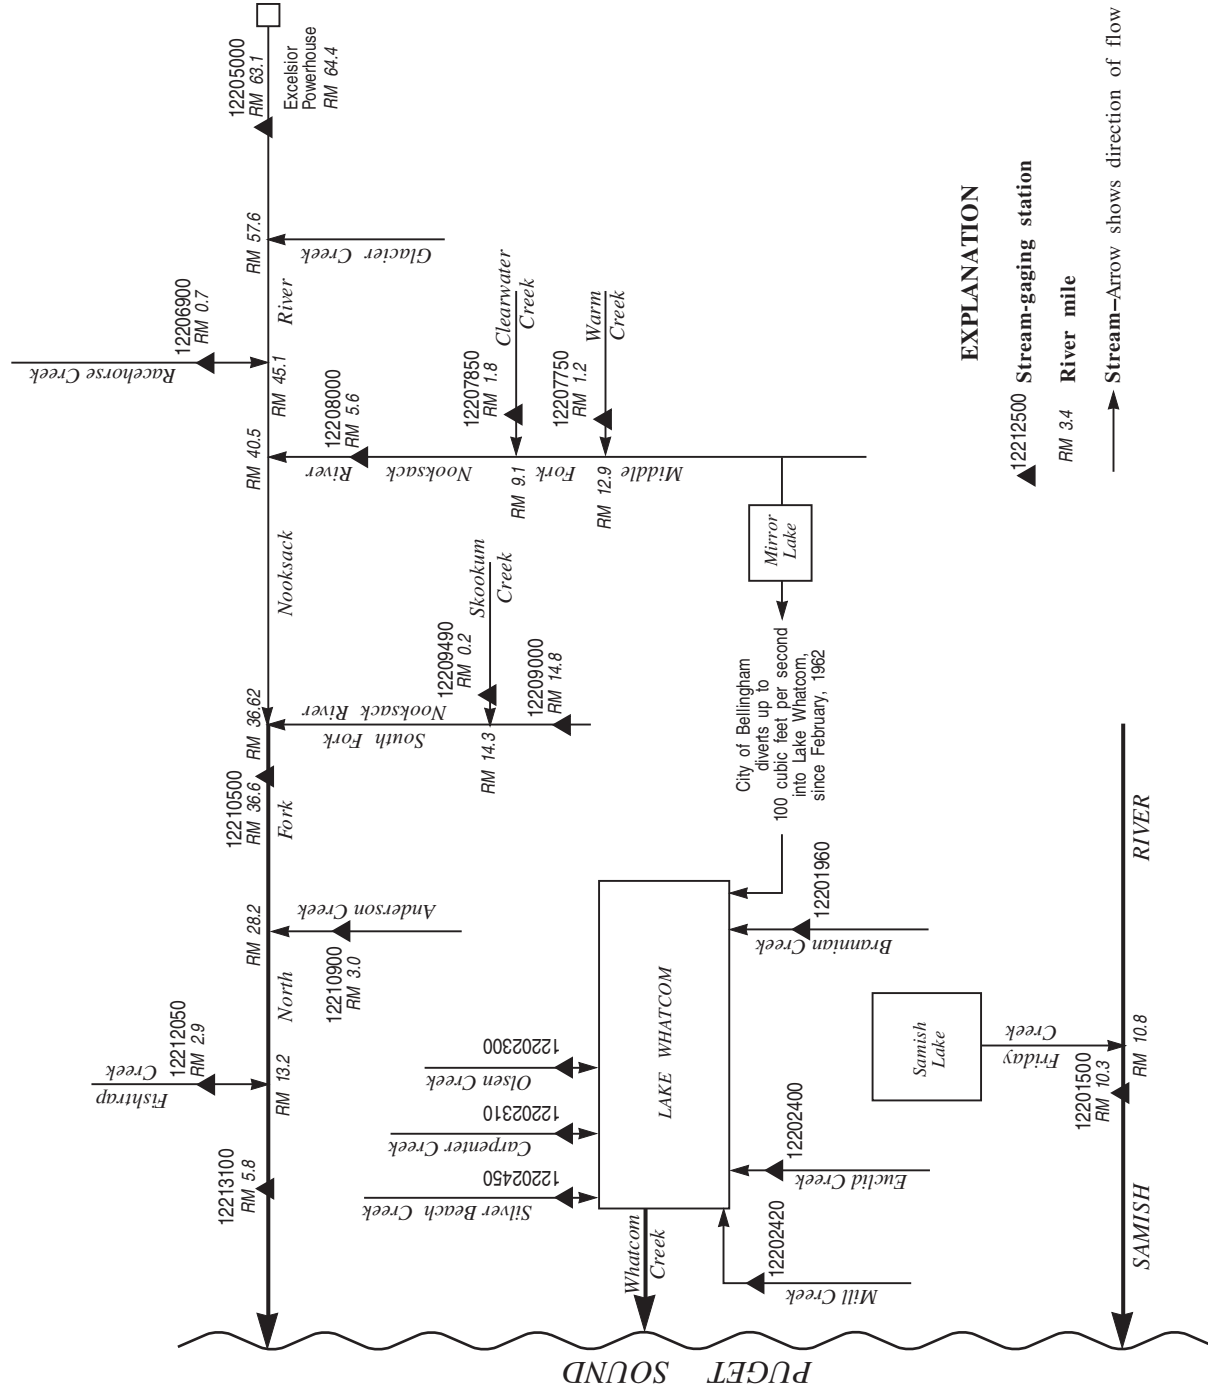 12205000
RM 63.1
Excelsior
Powerhouse
RM 64.4
Racehorse Creek
12206900
RM 0.7
RM 57.6
Glacier Creek
River
RM 45.1
RM 40.5
12208000
RM 5.6
Clearwater
Creek
12207850
RM 1.8
Warm
Creek
12207750
RM 1.2
RM 9.1
RM 12.9
Middle Fork Nooksack River
Nooksack
Skookum
Creek
12209490
RM 0.2
12209000
RM 14.8
RM 14.3
RM 36.62
South Fork
Nooksack River
Mirror
Lake
City of Bellingham
diverts up to
100 cubic feet per second
into Lake Whatcom,
since February, 1962
12210500
RM 36.6
Fork
RM 28.2
Anderson Creek
12210900
RM 3.0
North
12212050
RM 2.9
Fishtrap
Creek
RM 13.2
12213100
RM 5.8
12202300
Olsen Creek
12202310
Carpenter Creek
12202450
Silver Beach Creek
LAKE WHATCOM
12201960
Brannian Creek
12202400
Euclid Creek
12202420
Mill Creek
Whatcom
Creek
Samish
Lake
Friday
Creek
12201500
RM 10.3
RM 10.8
SAMISH
RIVER
PUGET SOUND
EXPLANATION
12212500 Stream-gaging station
RM 3.4 River mile
Stream–Arrow shows direction of flow